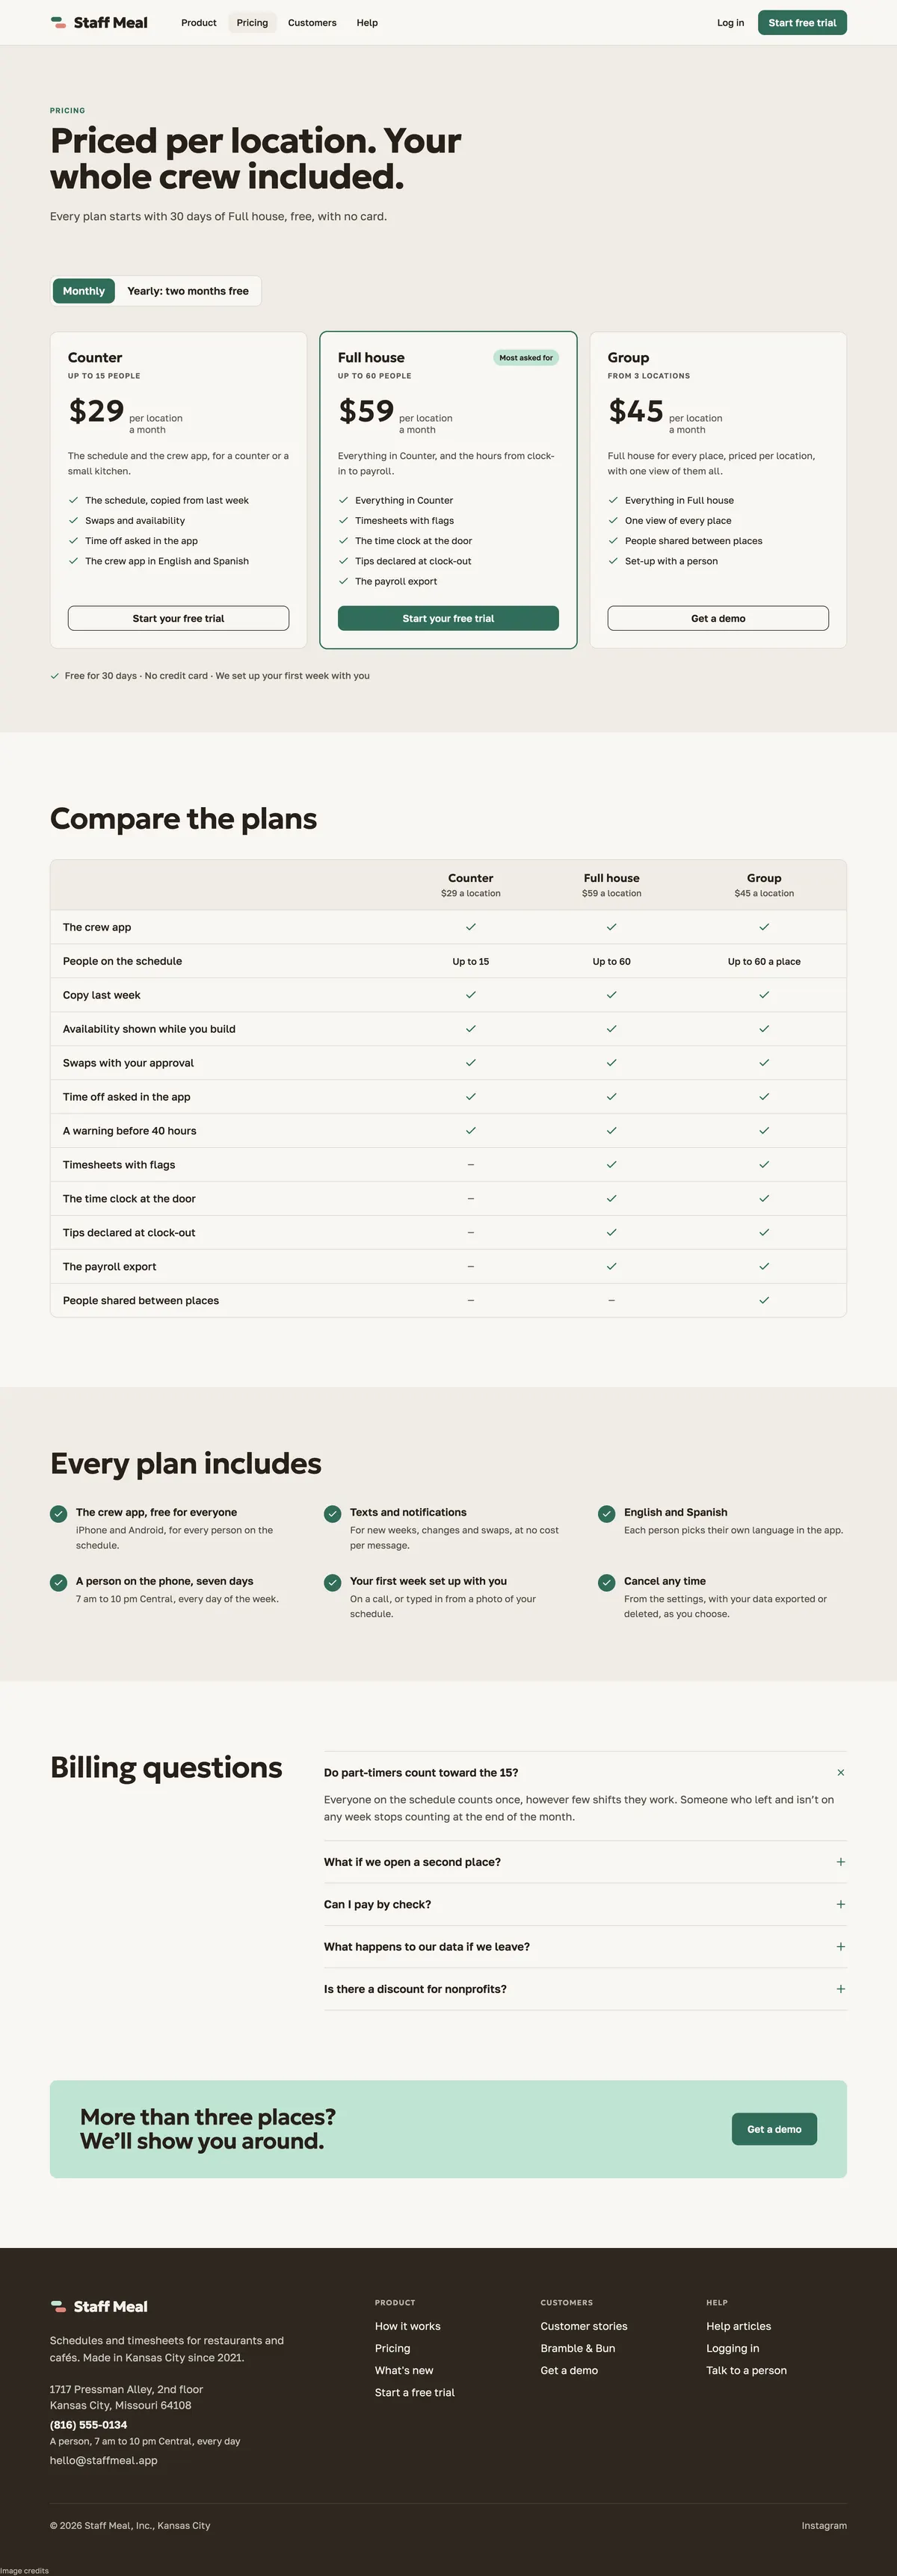 Staff Meal
Product
Pricing
Customers
Help
Log in
Start free trial
PRICING
Priced per location. Your
whole crew included.
Every plan starts with 30 days of Full house, free, with no card.
Monthly
Yearly: two months free
Counter
UP TO 15 PEOPLE
$29 per location
a month
The schedule and the crew app, for a counter or a
small kitchen.
The schedule, copied from last week
Swaps and availability
Time off asked in the app
The crew app in English and Spanish
Start your free trial
Full house
Most asked for
UP TO 60 PEOPLE
$59 per location
a month
Everything in Counter, and the hours from clock-
in to payroll.
Everything in Counter
Timesheets with flags
The time clock at the door
Tips declared at clock-out
The payroll export
Start your free trial
Group
FROM 3 LOCATIONS
$45 per location
a month
Full house for every place, priced per location,
with one view of them all.
Everything in Full house
One view of every place
People shared between places
Set-up with a person
Get a demo
Free for 30 days · No credit card · We set up your first week with you
Compare the plans
Counter Full house Group
$29 a location $59 a location $45 a location
The crew app
People on the schedule Up to 15 Up to 60 Up to 60 a place
Copy last week
Availability shown while you build
Swaps with your approval
Time off asked in the app
A warning before 40 hours
Timesheets with flags –
The time clock at the door –
Tips declared at clock-out –
The payroll export –
People shared between places – –
Every plan includes
The crew app, free for everyone
iPhone and Android, for every person on the
schedule.
Texts and notifications
For new weeks, changes and swaps, at no cost
per message.
English and Spanish
Each person picks their own language in the app.
A person on the phone, seven days
7 am to 10 pm Central, every day of the week.
Your first week set up with you
On a call, or typed in from a photo of your
schedule.
Cancel any time
From the settings, with your data exported or
deleted, as you choose.
Billing questions
Do part-timers count toward the 15?
Everyone on the schedule counts once, however few shifts they work. Someone who left and isn't on
any week stops counting at the end of the month.
What if we open a second place?
Can I pay by check?
What happens to our data if we leave?
Is there a discount for nonprofits?
More than three places?
We'll show you around.
Get a demo
Staff Meal
Schedules and timesheets for restaurants and
cafés. Made in Kansas City since 2021.
1717 Pressman Alley, 2nd floor
Kansas City, Missouri 64108
(816) 555-0134
A person, 7 am to 10 pm Central, every day
hello@staffmeal.app
PRODUCT
How it works
Pricing
What's new
Start a free trial
CUSTOMERS
Customer stories
Bramble & Bun
Get a demo
HELP
Help articles
Logging in
Talk to a person
© 2026 Staff Meal, Inc., Kansas City
Instagram
Image credits